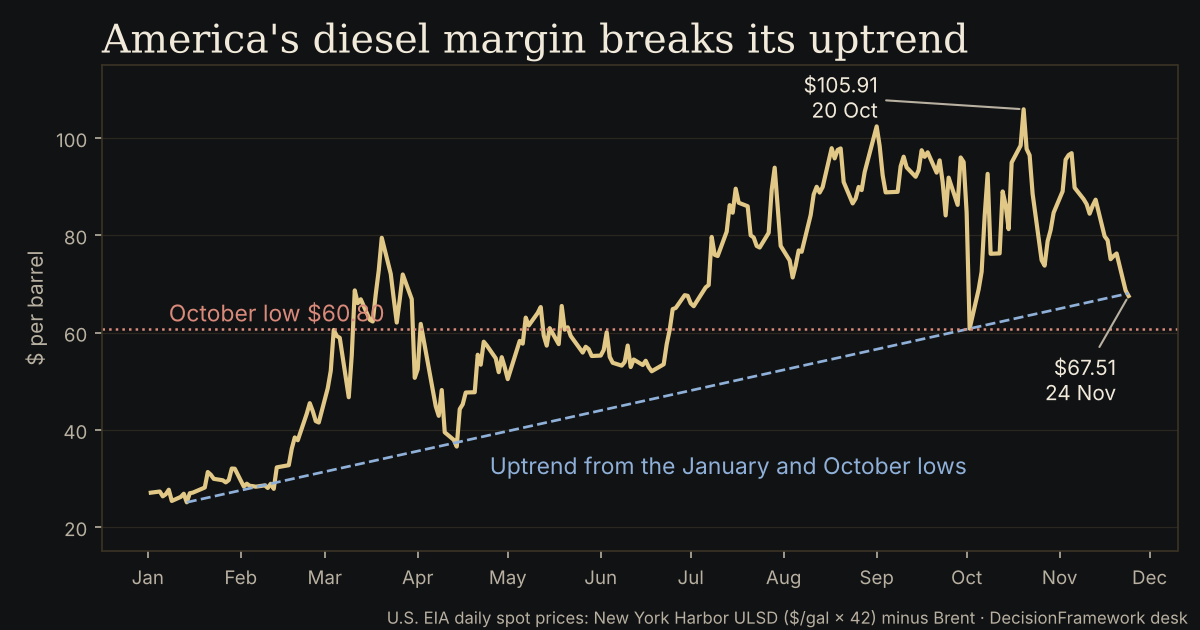 America's diesel margin breaks its uptrend
$105.91
20 Oct
100
80
60
40
20
$ per barrel
October low $60.80
$67.51
24 Nov
Uptrend from the January and October lows
Jan Feb Mar Apr May Jun Jul Aug Sep Oct Nov Dec
U.S. EIA daily spot prices: New York Harbor ULSD ($/gal × 42) minus Brent · DecisionFramework desk